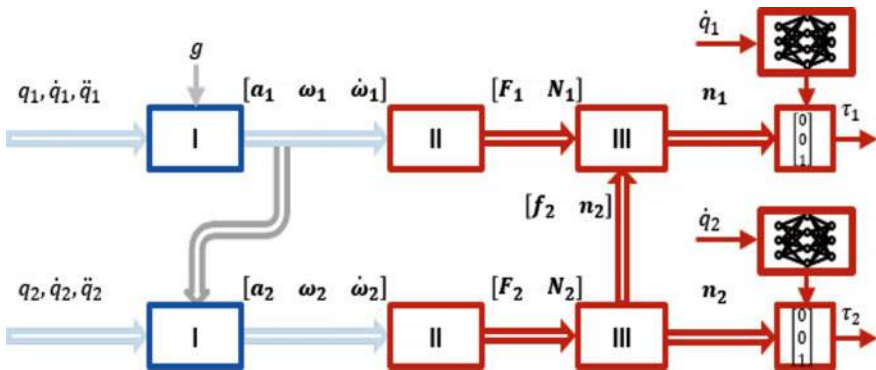 q̇₁
g
q₁, q̇₁, q̈₁ [a₁ ω₁ ω̇₁] [F₁ N₁] n₁ τ₁
I II III [0 0 1]
[f₂ n₂]
q̇₂
q₂, q̇₂, q̈₂ [a₂ ω₂ ω̇₂] [F₂ N₂] n₂ τ₂
I II III [0 0 1]